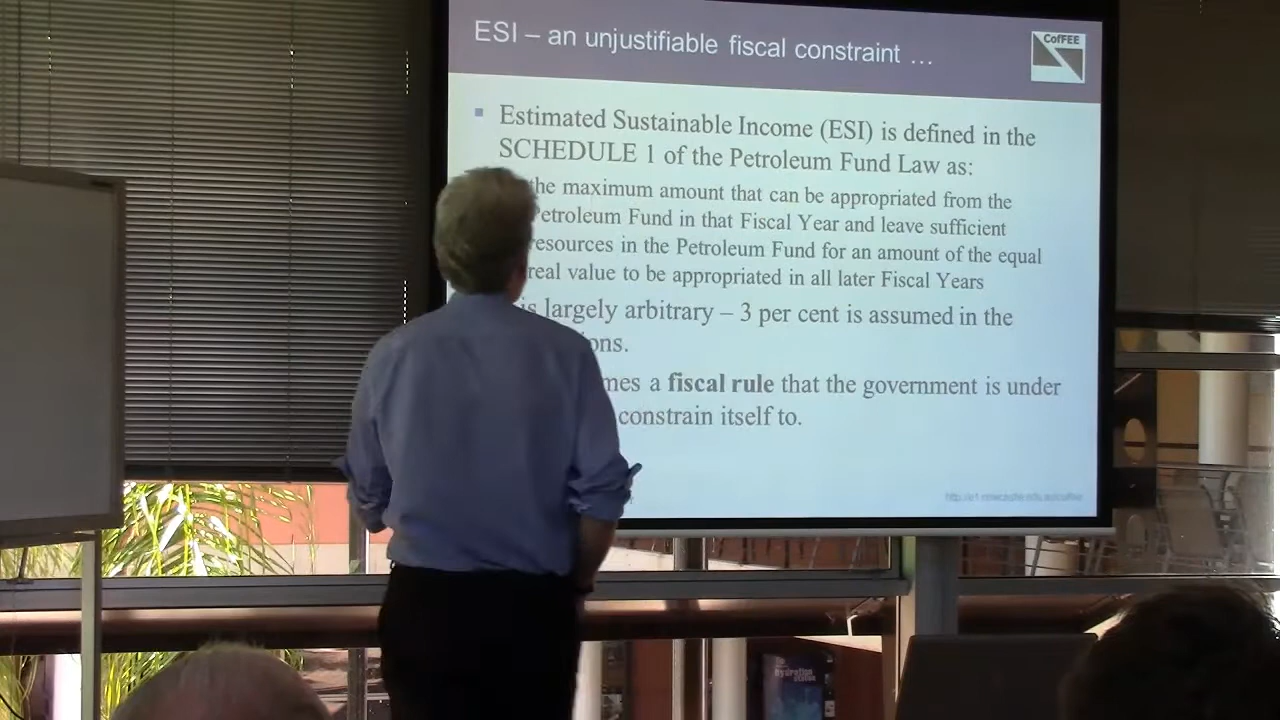 ESI – an unjustifiable fiscal constraint …
CofFEE
Estimated Sustainable Income (ESI) is defined in the
SCHEDULE 1 of the Petroleum Fund Law as:
the maximum amount that can be appropriated from the
Petroleum Fund in that Fiscal Year and leave sufficient
resources in the Petroleum Fund for an amount of the equal
real value to be appropriated in all later Fiscal Years
is largely arbitrary – 3 per cent is assumed in the
ons.
mes a fiscal rule that the government is under
constrain itself to.
hydration
status